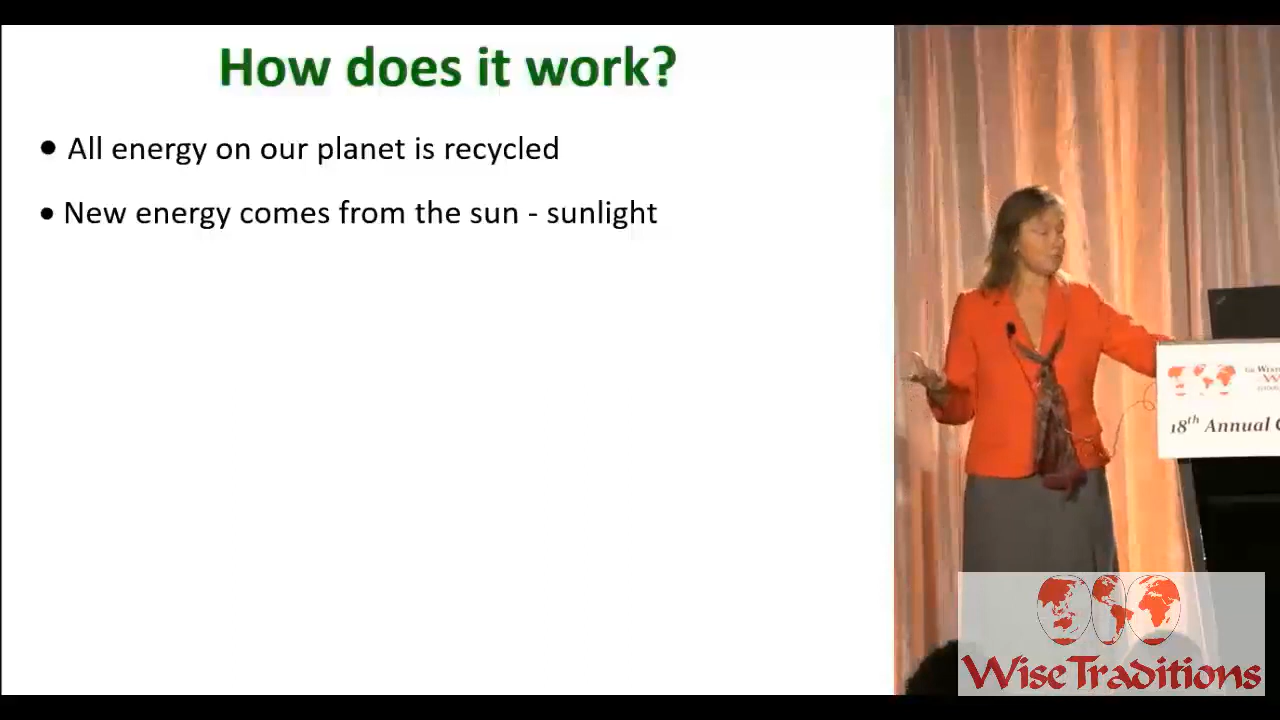 How does it work?
• All energy on our planet is recycled
• New energy comes from the sun - sunlight
18th Annual
WiseTraditions